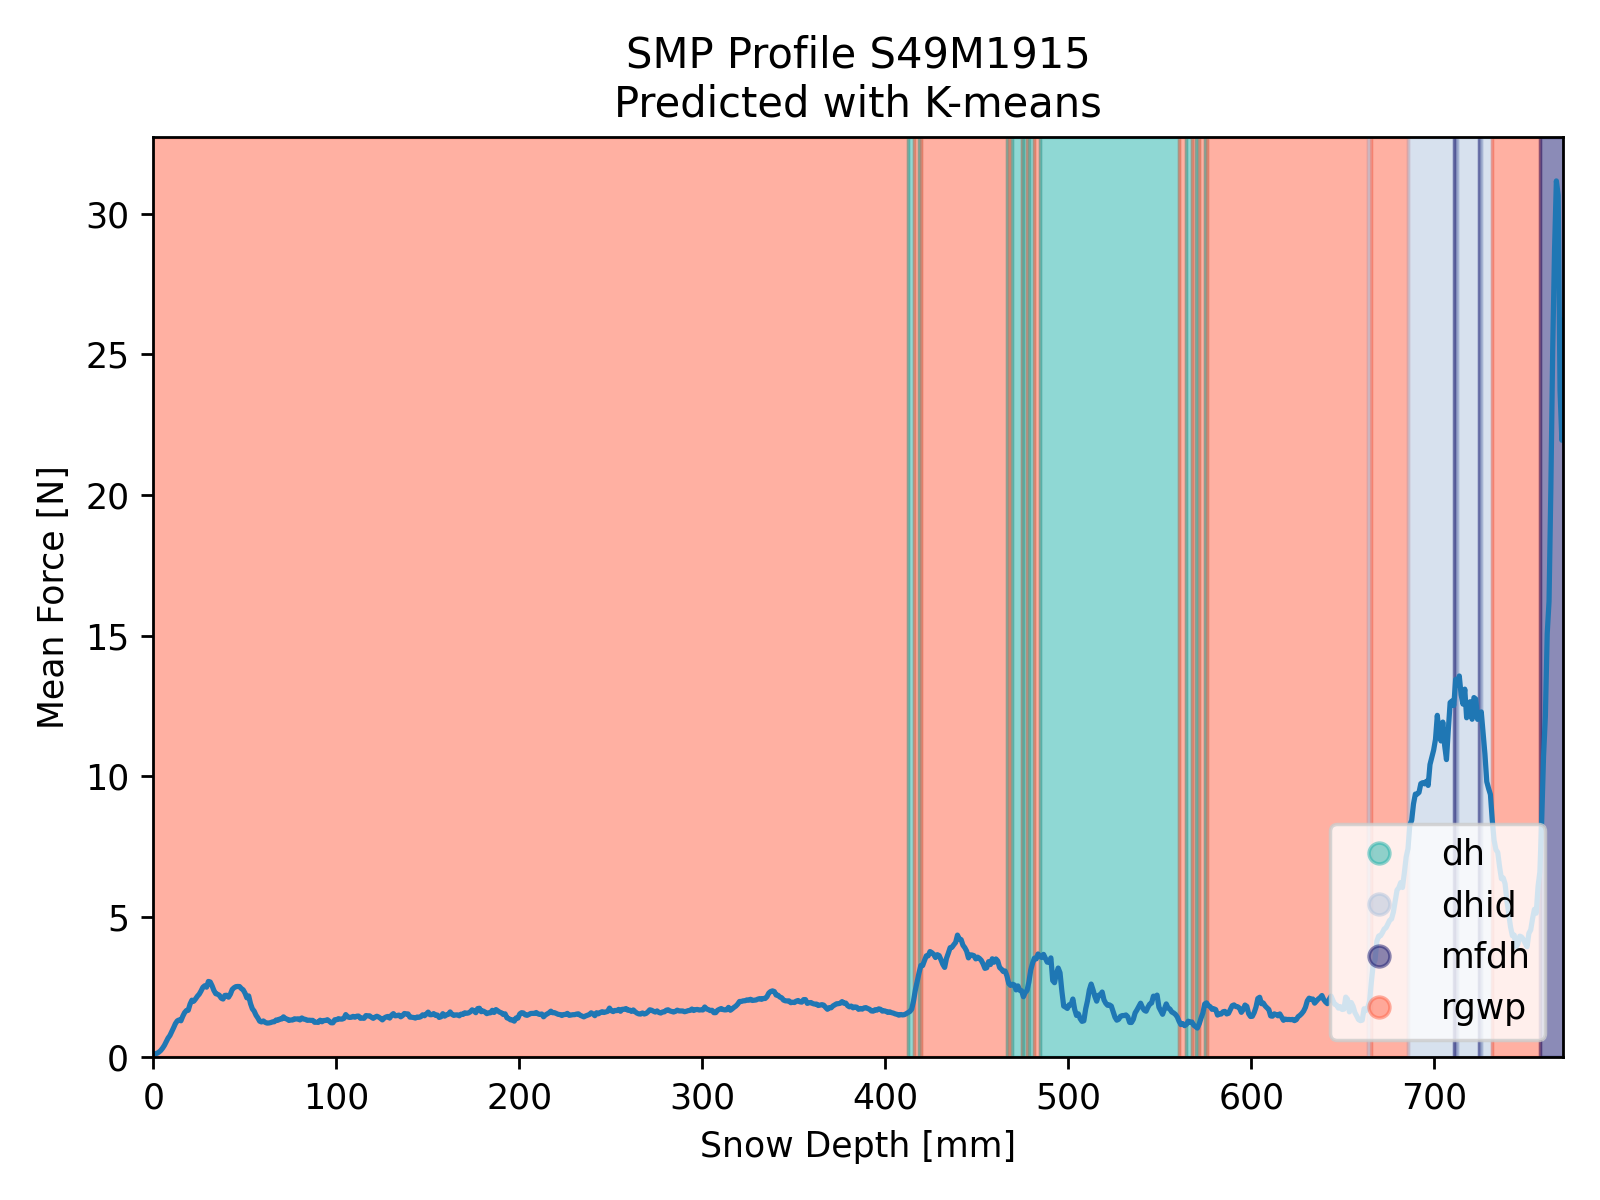 SMP Profile S49M1915
Predicted with K-means
Mean Force [N]
30
25
20
15
10
5
0
0 100 200 300 400 500 600 700
Snow Depth [mm]
dh
dhid
mfdh
rgwp